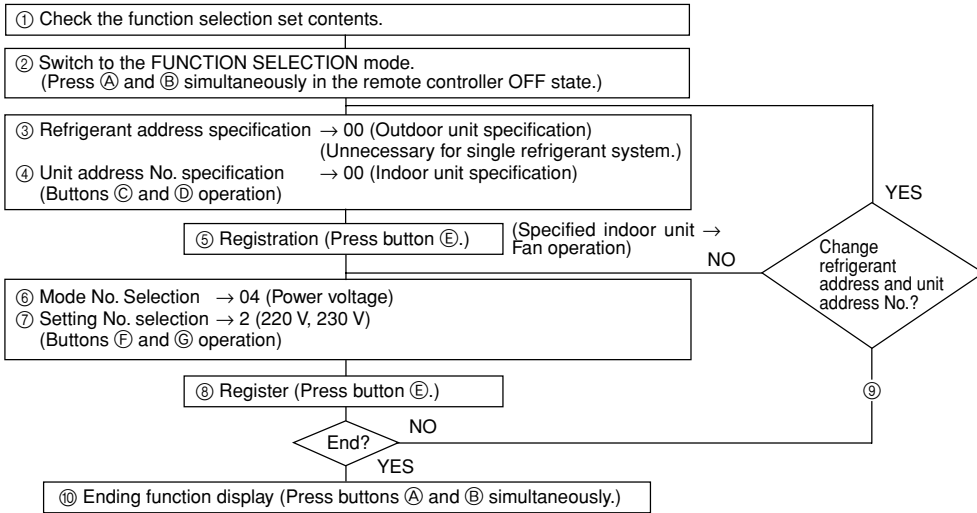 ① Check the function selection set contents.
② Switch to the FUNCTION SELECTION mode.
(Press Ⓐ and Ⓑ simultaneously in the remote controller OFF state.)
③ Refrigerant address specification → 00 (Outdoor unit specification)
(Unnecessary for single refrigerant system.)
④ Unit address No. specification → 00 (Indoor unit specification)
(Buttons Ⓒ and Ⓓ operation)
YES
⑤ Registration (Press button Ⓔ.)
(Specified indoor unit →
Fan operation)
NO
Change
refrigerant
address and unit
address No.?
⑥ Mode No. Selection → 04 (Power voltage)
⑦ Setting No. selection → 2 (220 V, 230 V)
(Buttons Ⓕ and Ⓖ operation)
⑧ Register (Press button Ⓔ.)
⑨
End?
NO
YES
⑩ Ending function display (Press buttons Ⓐ and Ⓑ simultaneously.)